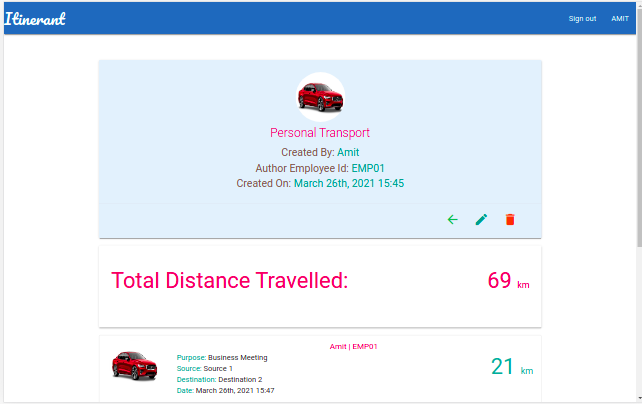 Itinerant
Sign out AMIT
Personal Transport
Created By: Amit
Author Employee Id: EMP01
Created On: March 26th, 2021 15:45
Total Distance Travelled: 69 km
Amit | EMP01
Purpose: Business Meeting
Source: Source 1
21 km
Destination: Destination 2
Date: March 26th, 2021 15:47